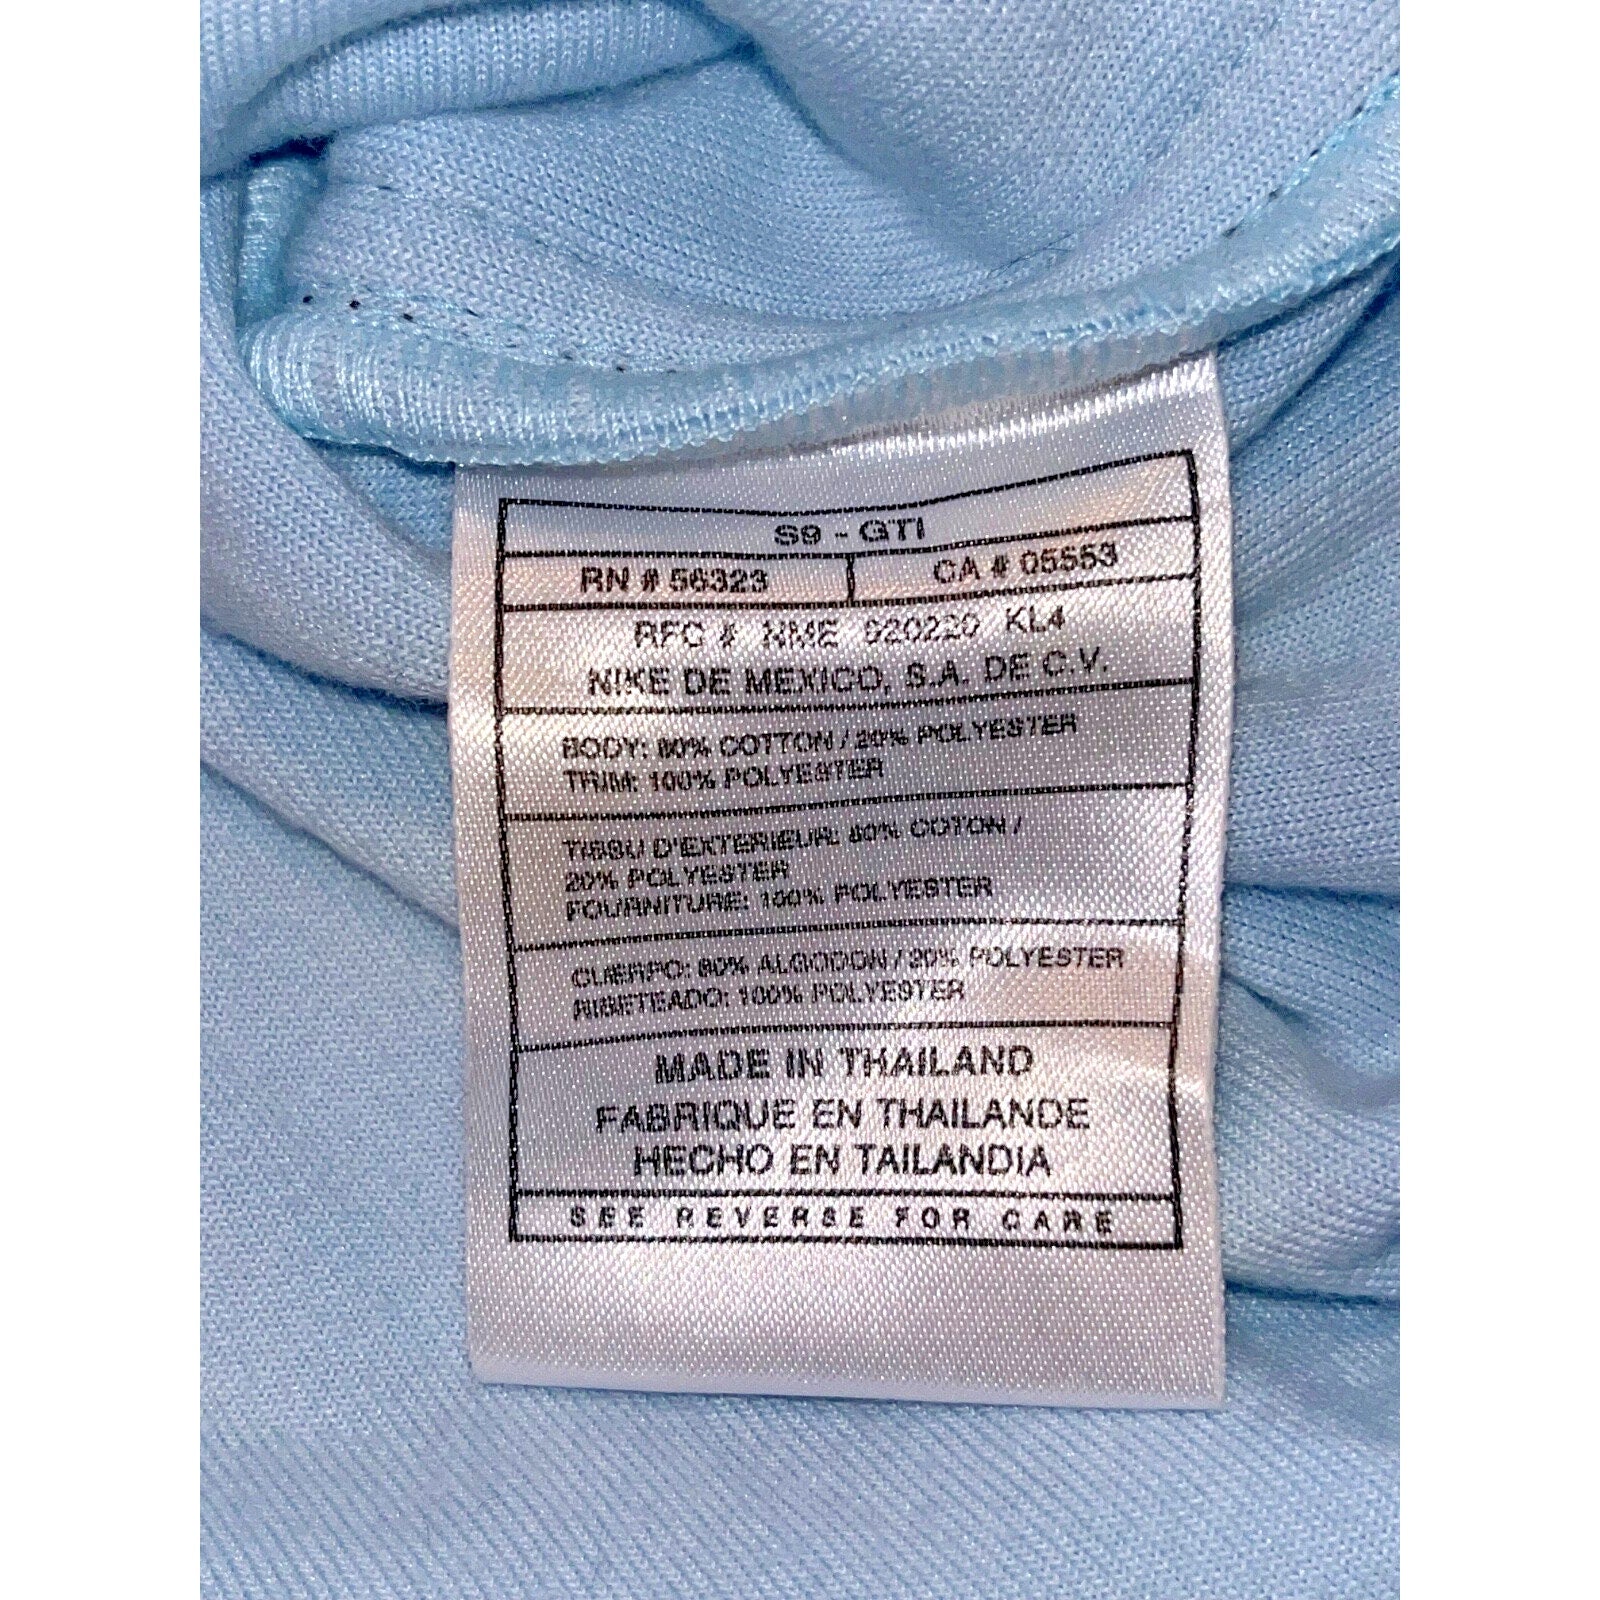 S9 - GTI
RN # 56323 CA # 05553
RFC # NME 920220 KL4
NIKE DE MEXICO, S.A. DE C.V.
BODY: 80% COTTON / 20% POLYESTER
TRIM: 100% POLYESTER
TISSU D'EXTERIEUR: 80% COTON /
20% POLYESTER
FOURNITURE: 100% POLYESTER
CUERPO: 80% ALGODON / 20% POLYESTER
RIBETEADO: 100% POLYESTER
MADE IN THAILAND
FABRIQUE EN THAILANDE
HECHO EN TAILANDIA
SEE REVERSE FOR CARE